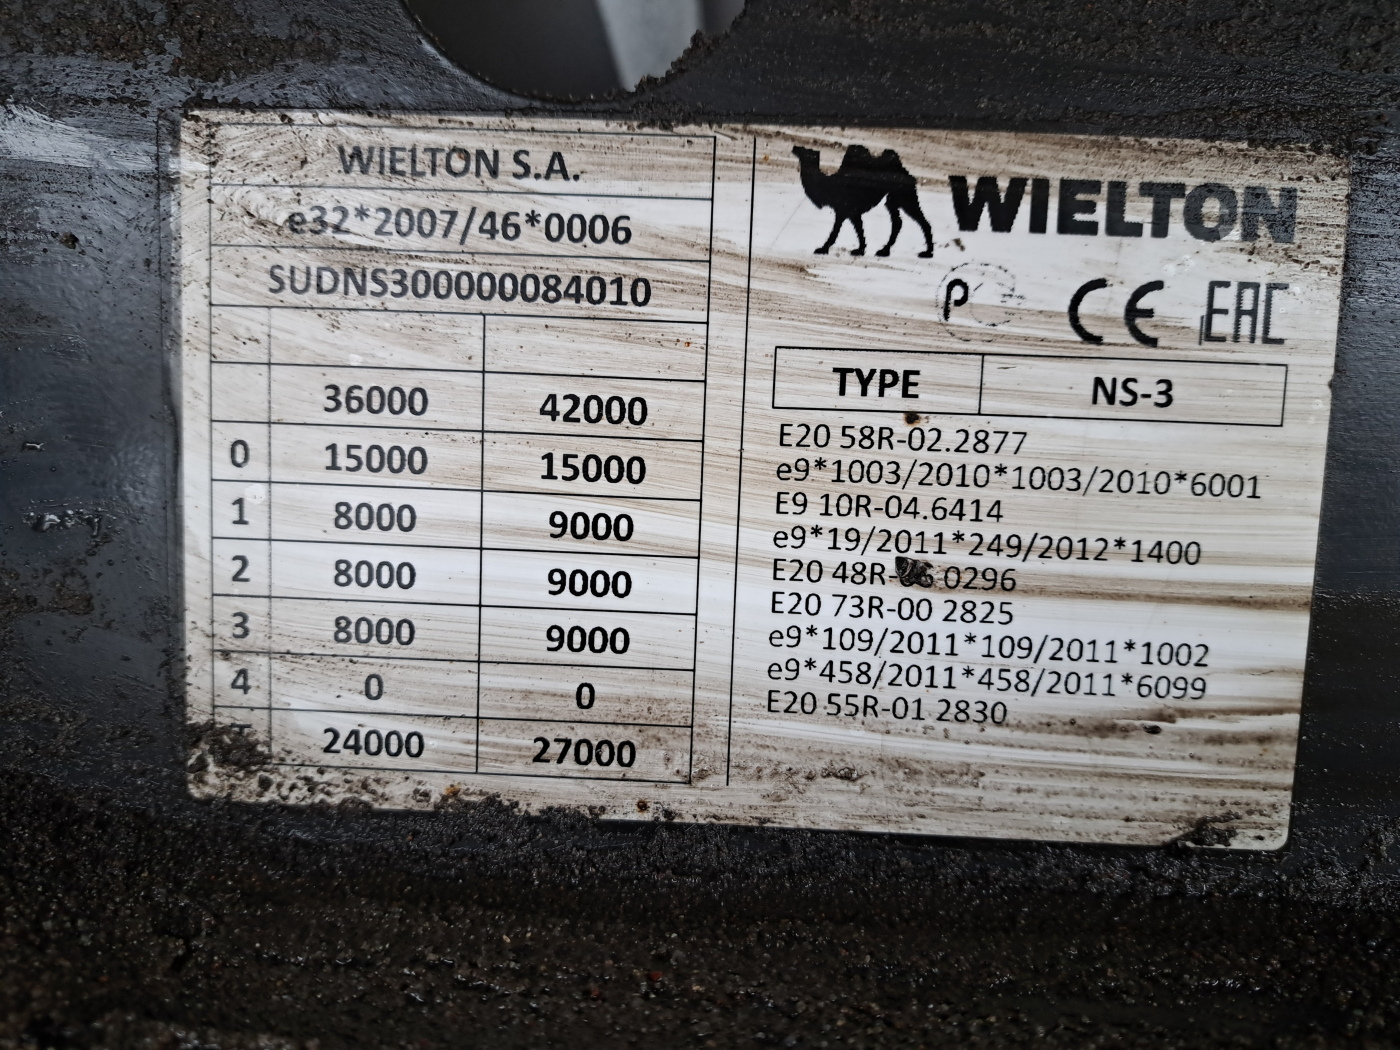 WIELTON S.A.
e32*2007/46*0006
SUDNS300000084010
36000 42000
0 15000 15000
1 8000 9000
2 8000 9000
3 8000 9000
4 0 0
24000 27000
WIELTON
P CE EAC
TYPE NS-3
E20 58R-02.2877
e9*1003/2010*1003/2010*6001
E9 10R-04.6414
e9*19/2011*249/2012*1400
E20 48R- 0296
E20 73R-00 2825
e9*109/2011*109/2011*1002
e9*458/2011*458/2011*6099
E20 55R-01 2830